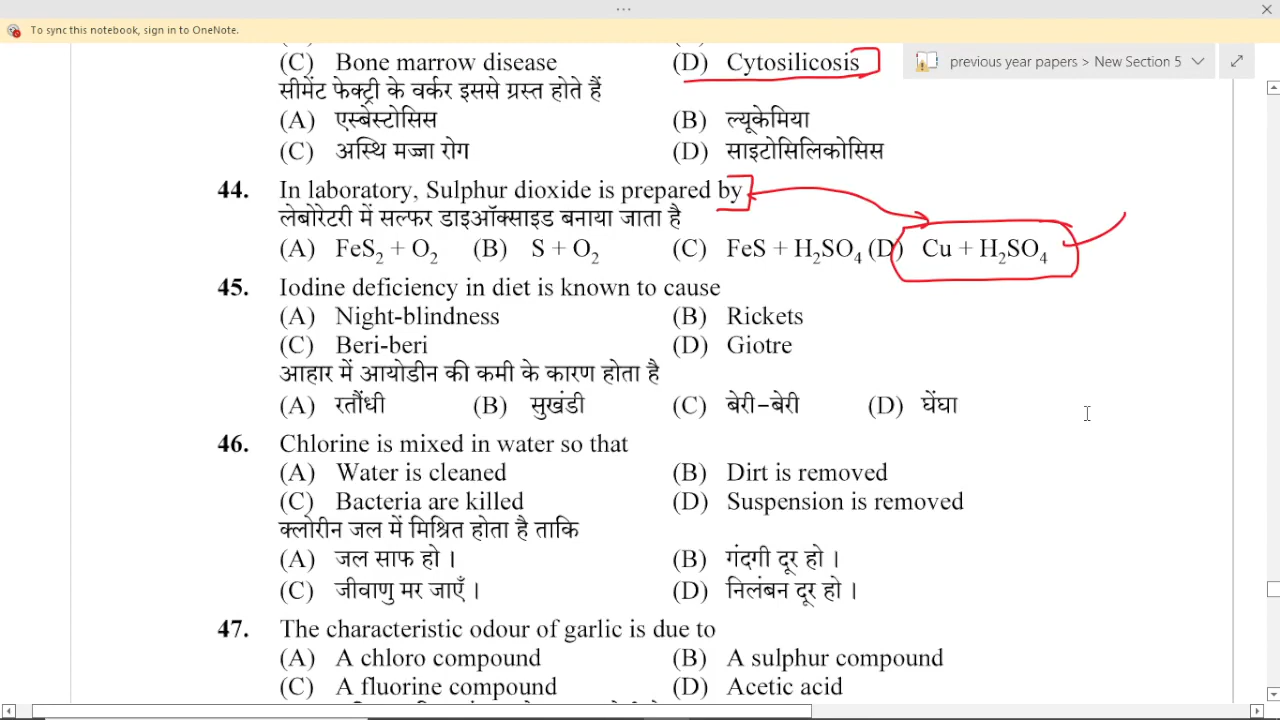 To sync this notebook, sign in to OneNote.
previous year papers > New Section 5
(C) Bone marrow disease (D) Cytosilicosis
सीमेंट फेक्ट्री के वर्कर इससे ग्रस्त होते हैं
(A) एस्बेस्टोसिस (B) ल्यूकेमिया
(C) अस्थि मज्जा रोग (D) साइटोसिलिकोसिस
44. In laboratory, Sulphur dioxide is prepared by
लेबोरेटरी में सल्फर डाइऑक्साइड बनाया जाता है
(A) FeS₂ + O₂ (B) S + O₂ (C) FeS + H₂SO₄ (D) Cu + H₂SO₄
45. Iodine deficiency in diet is known to cause
(A) Night-blindness (B) Rickets
(C) Beri-beri (D) Giotre
आहार में आयोडीन की कमी के कारण होता है
(A) रतौंधी (B) सुखंडी (C) बेरी–बेरी (D) घेंघा
46. Chlorine is mixed in water so that
(A) Water is cleaned (B) Dirt is removed
(C) Bacteria are killed (D) Suspension is removed
क्लोरीन जल में मिश्रित होता है ताकि
(A) जल साफ हो । (B) गंदगी दूर हो ।
(C) जीवाणु मर जाएँ । (D) निलंबन दूर हो ।
47. The characteristic odour of garlic is due to
(A) A chloro compound (B) A sulphur compound
(C) A fluorine compound (D) Acetic acid